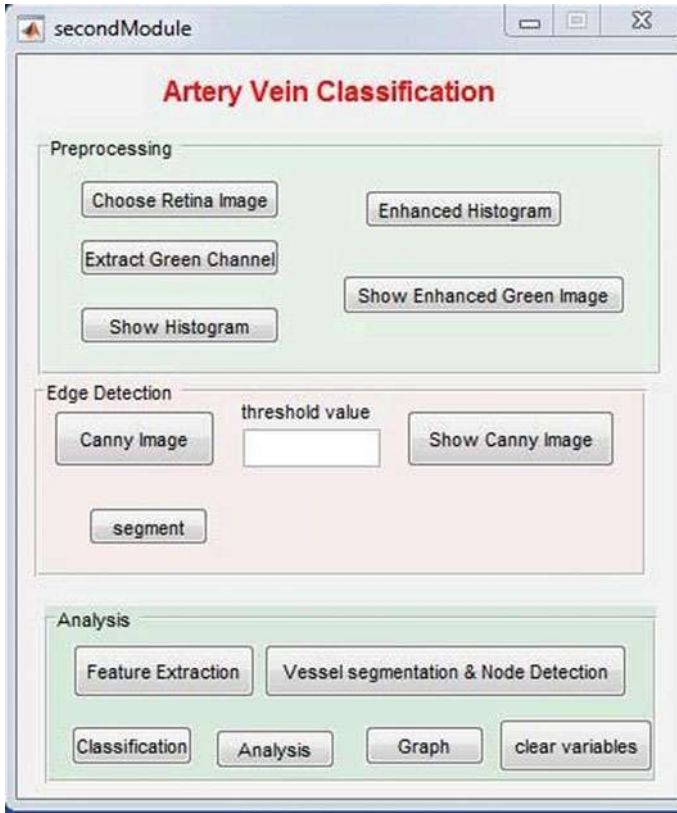 secondModule
Artery Vein Classification
Preprocessing
Choose Retina Image
Enhanced Histogram
Extract Green Channel
Show Enhanced Green Image
Show Histogram
Edge Detection
threshold value
Canny Image
Show Canny Image
segment
Analysis
Feature Extraction
Vessel segmentation & Node Detection
Classification
Analysis
Graph
clear variables